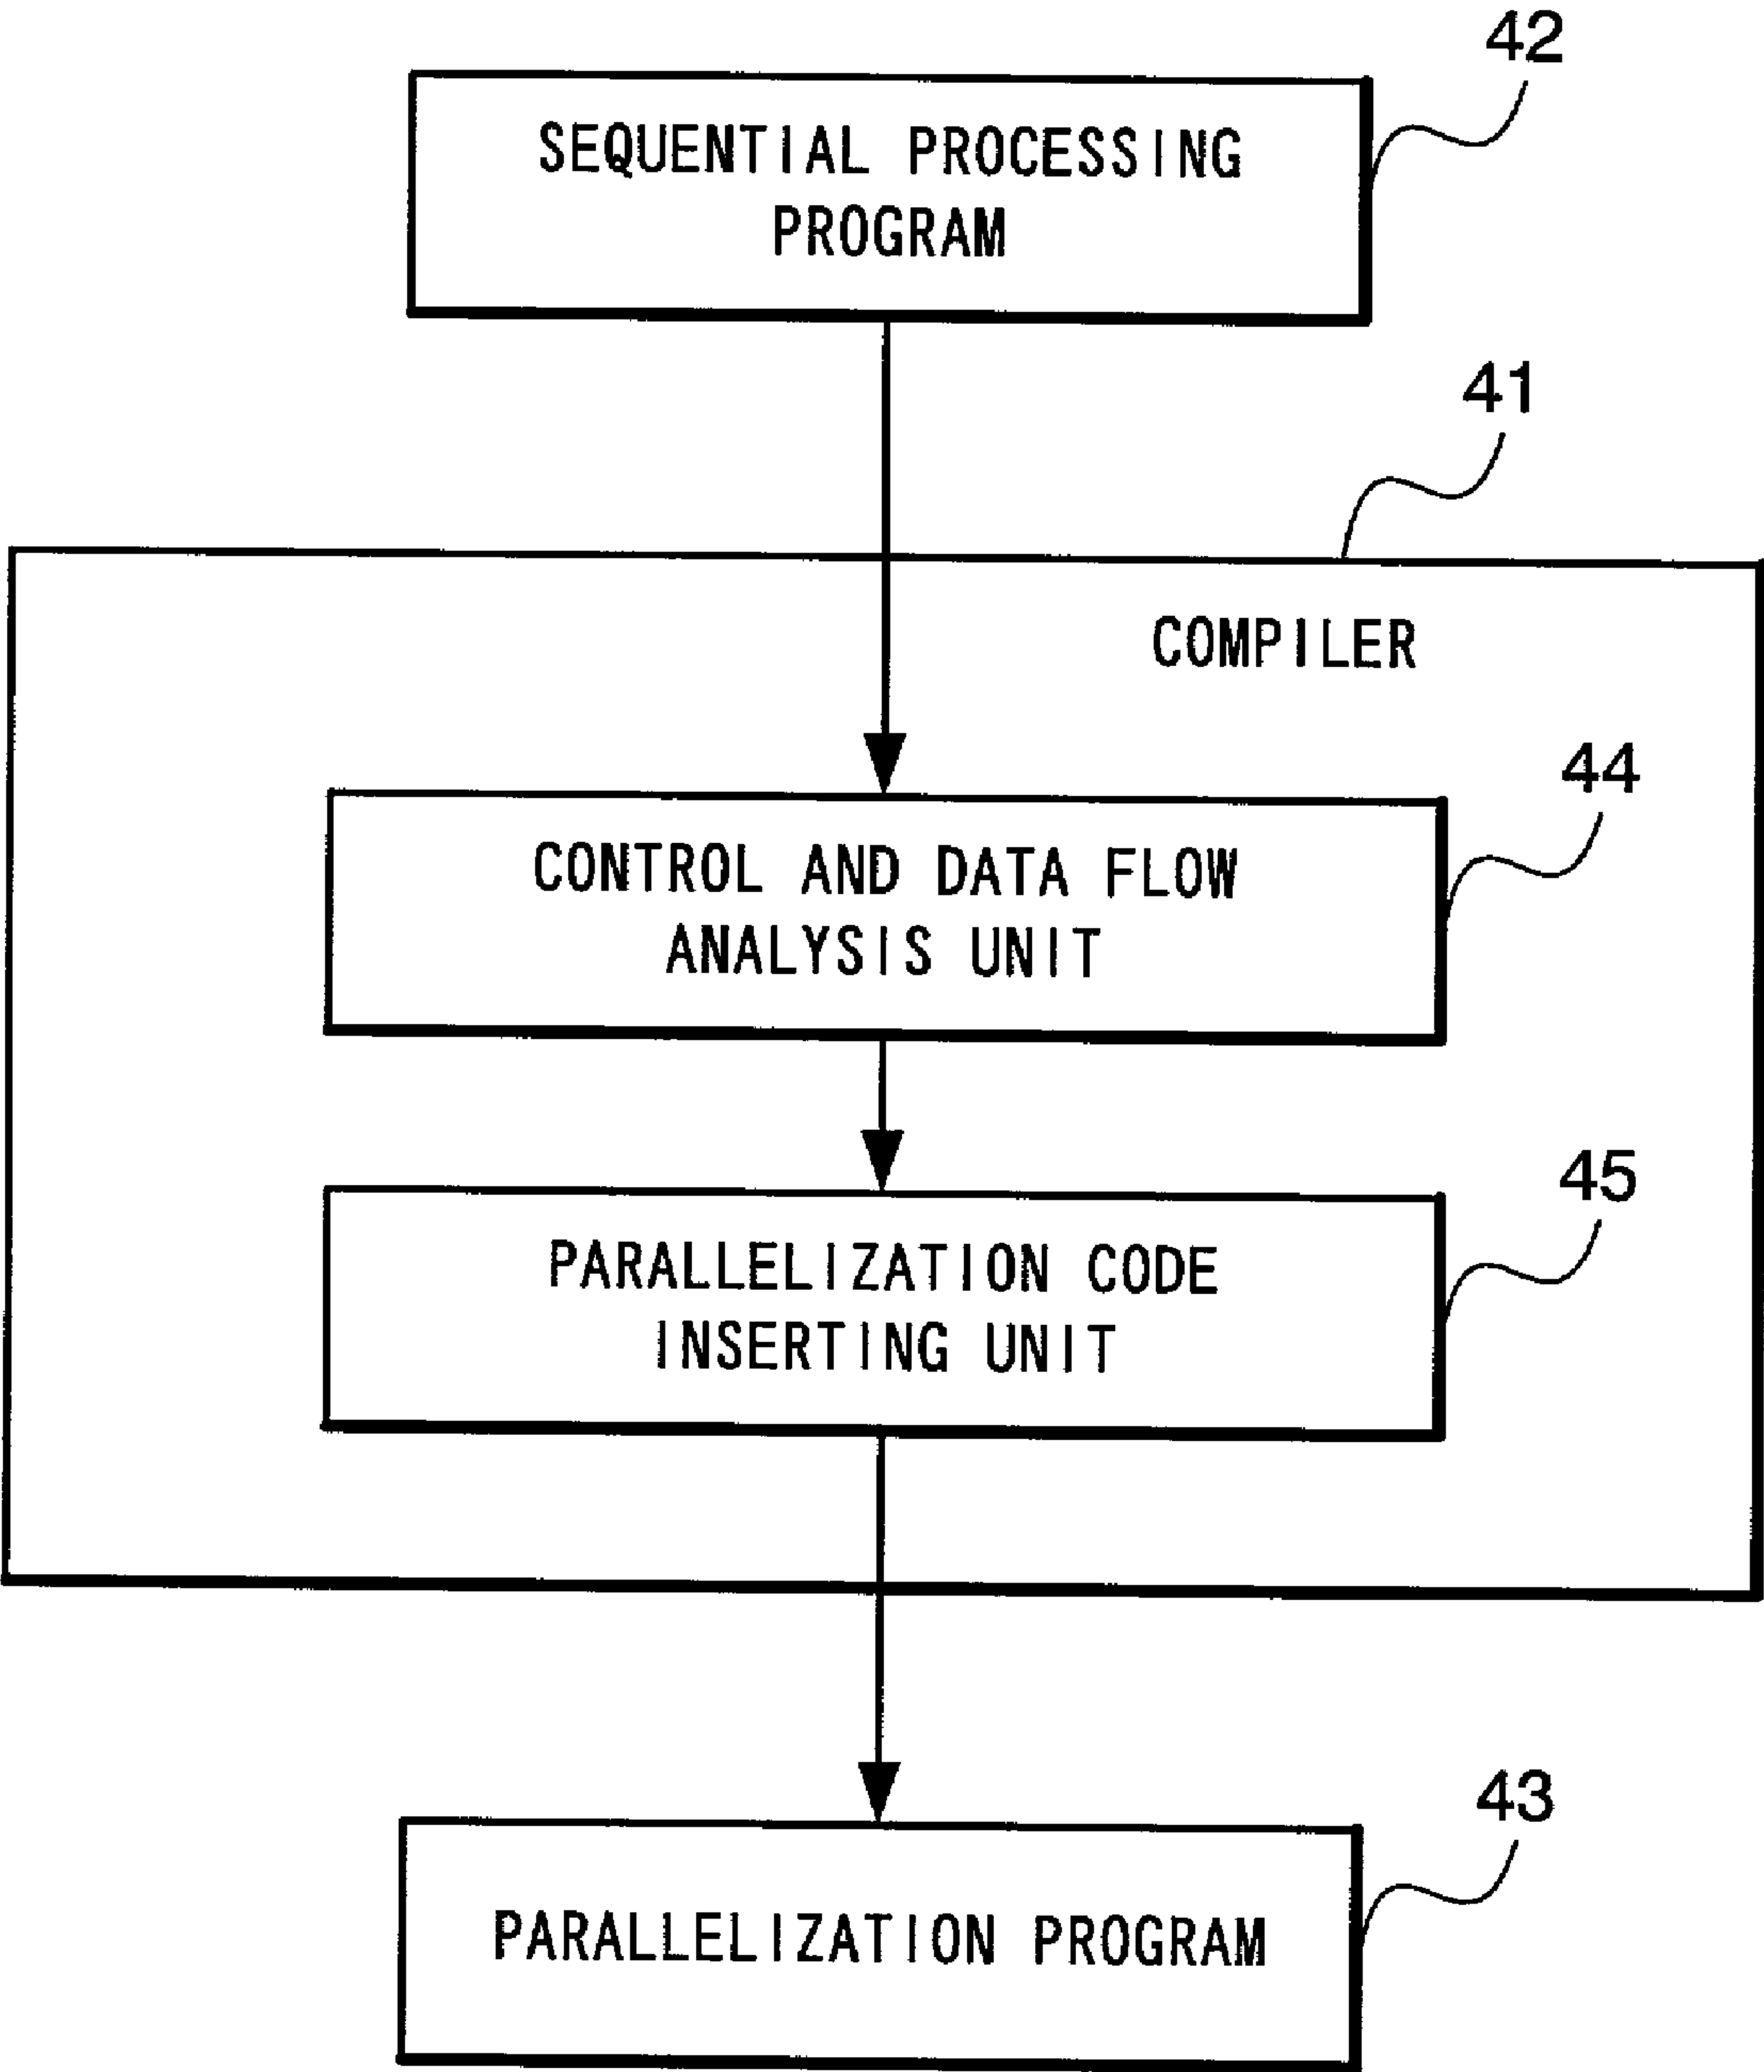 42
SEQUENTIAL PROCESSING
PROGRAM
41
COMPILER
44
CONTROL AND DATA FLOW
ANALYSIS UNIT
45
PARALLELIZATION CODE
INSERTING UNIT
43
PARALLELIZATION PROGRAM